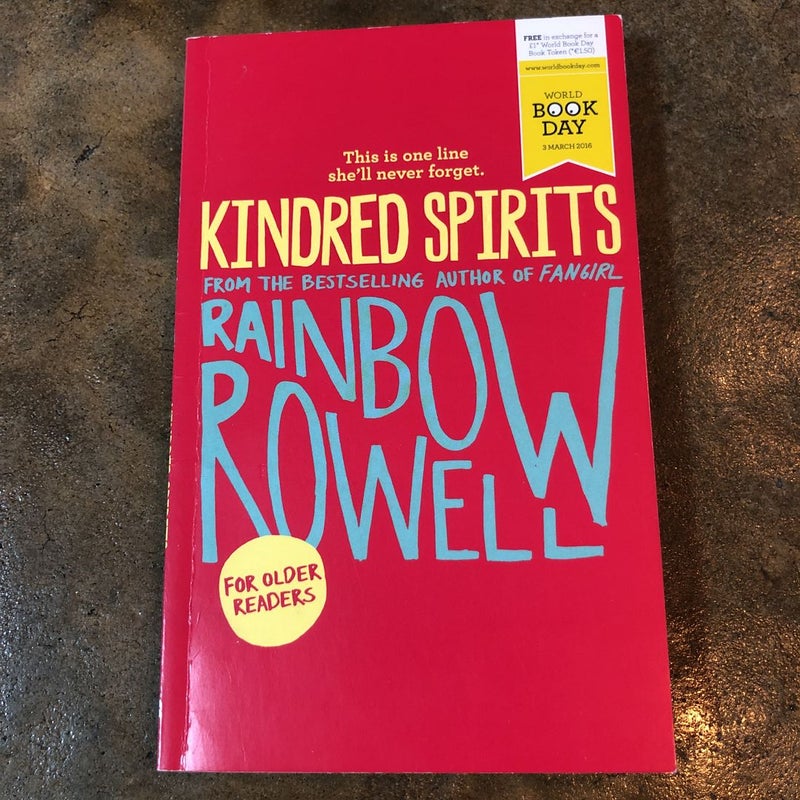 FREE in exchange for a
£1* World Book Day
Book Token (*€1.50)
www.worldbookday.com
WORLD
BOOK
DAY
3 MARCH 2016
This is one line
she'll never forget.
KINDRED SPIRITS
FROM THE BESTSELLING AUTHOR OF FANGIRL
RAINBOW
ROWELL
FOR OLDER
READERS